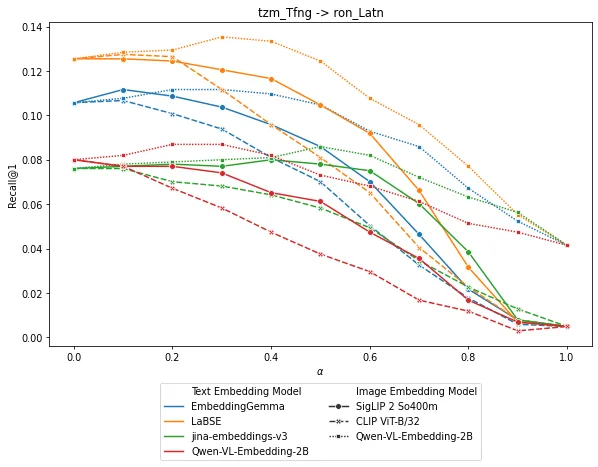 tzm_Tfng -> ron_Latn
Recall@1
0.14
0.12
0.10
0.08
0.06
0.04
0.02
0.00
0.0 0.2 0.4 0.6 0.8 1.0
α
Text Embedding Model Image Embedding Model
EmbeddingGemma SigLIP 2 So400m
LaBSE CLIP ViT-B/32
jina-embeddings-v3 Qwen-VL-Embedding-2B
Qwen-VL-Embedding-2B